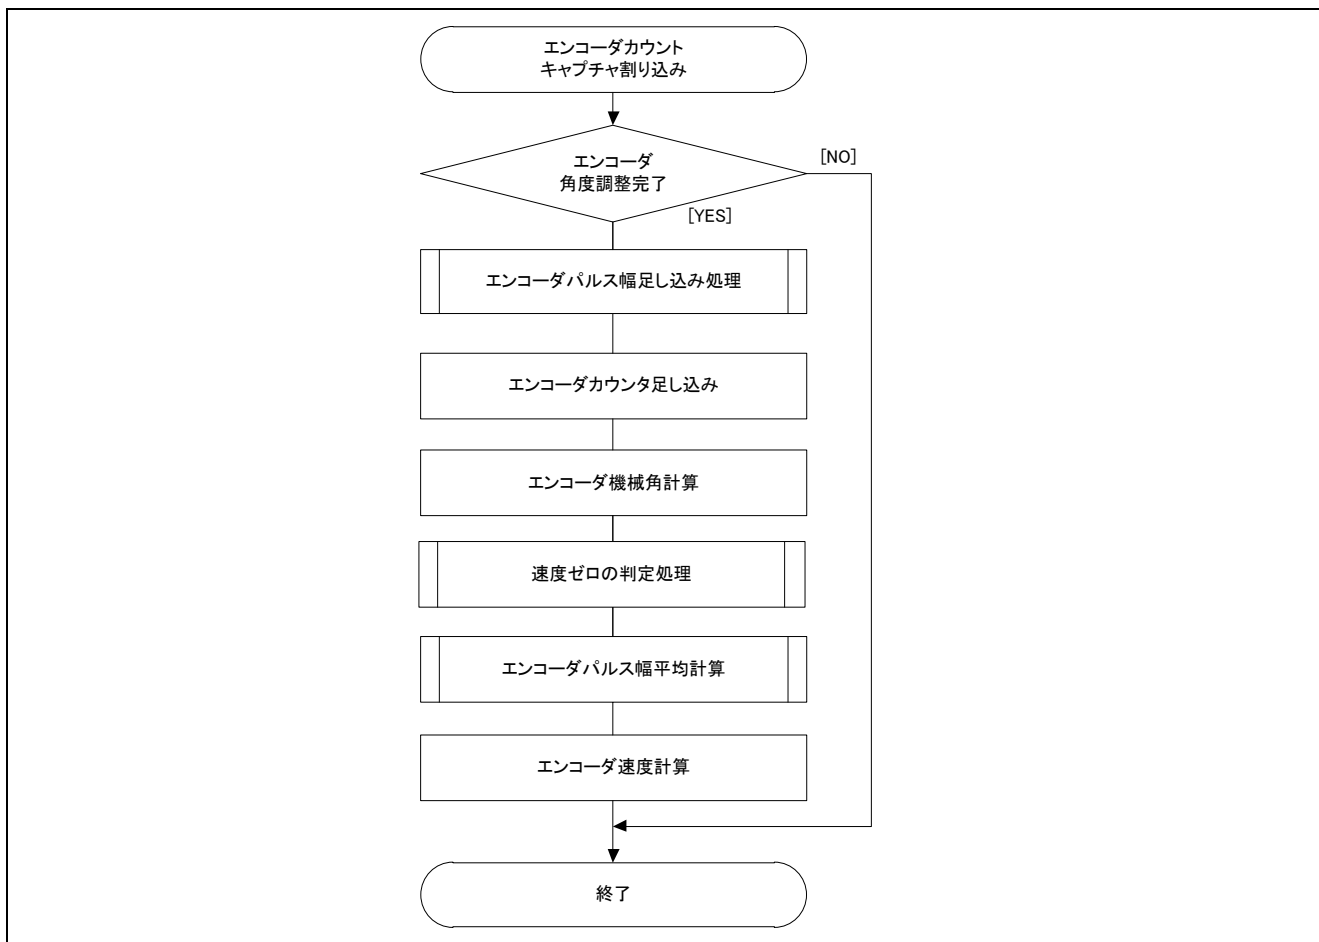 エンコーダカウント
キャプチャ割り込み
エンコーダ
角度調整完了
[NO]
[YES]
エンコーダパルス幅足し込み処理
エンコーダカウンタ足し込み
エンコーダ機械角計算
速度ゼロの判定処理
エンコーダパルス幅平均計算
エンコーダ速度計算
終了